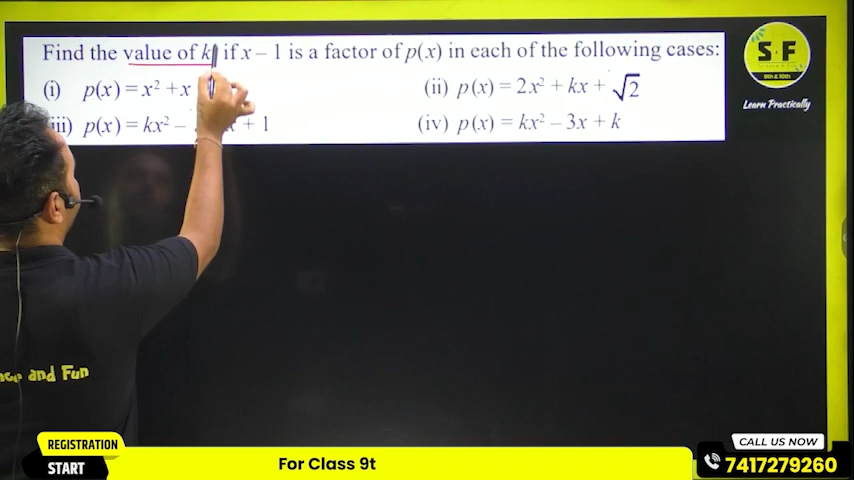 Find the value of k if x – 1 is a factor of p(x) in each of the following cases:
(i) p(x) = x² + x
(ii) p(x) = 2x² + kx + √2
iii) p(x) = kx² – + 1
(iv) p(x) = kx² – 3x + k
S F
9th & 10th
Learn Practically
and Fun
REGISTRATION
START
For Class 9t
CALL US NOW
7417279260